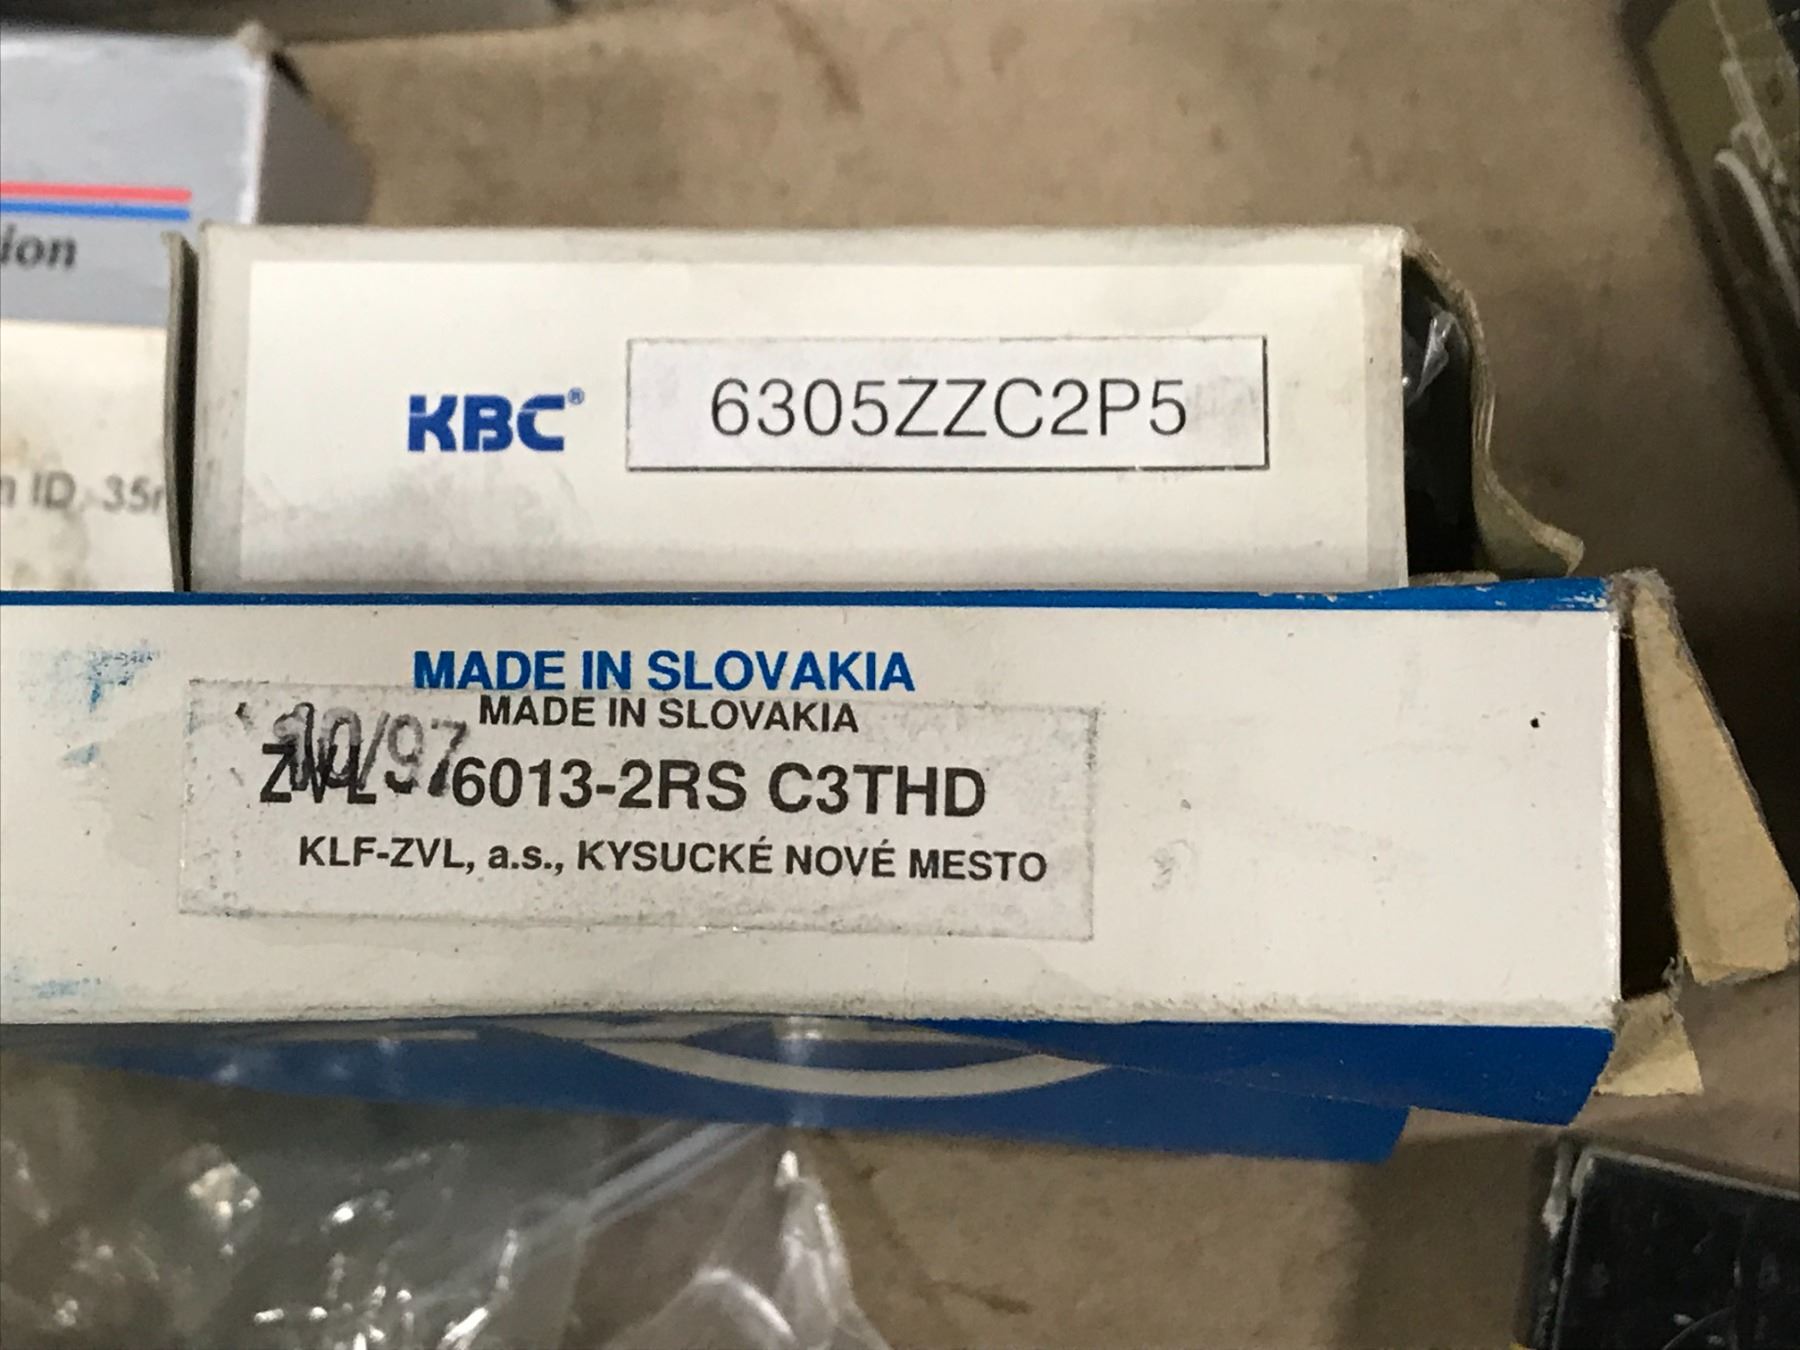 ion
ID, 35
KBC®
6305ZZC2P5
MADE IN SLOVAKIA
MADE IN SLOVAKIA
10/97
ZVL 6013-2RS C3THD
KLF-ZVL, a.s., KYSUCKÉ NOVÉ MESTO